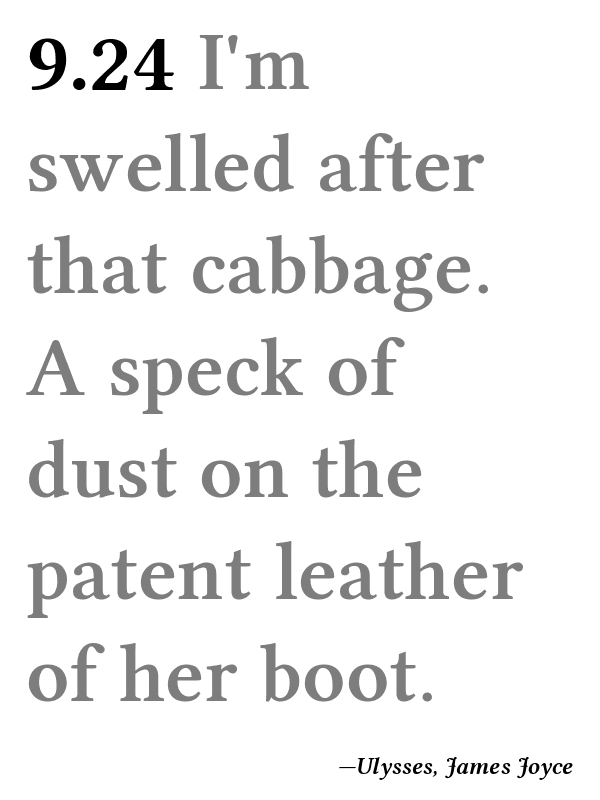 9.24 I'm
swelled after
that cabbage.
A speck of
dust on the
patent leather
of her boot.
—Ulysses, James Joyce